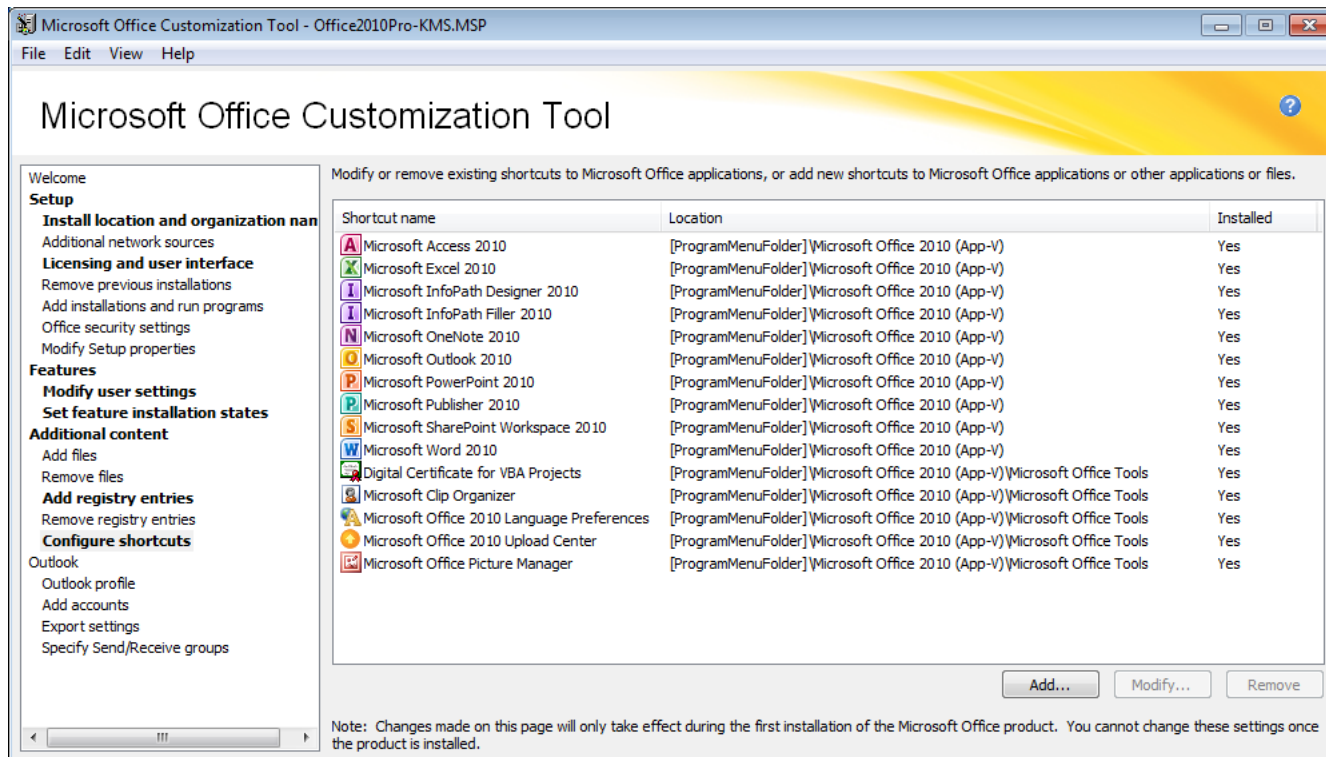 Microsoft Office Customization Tool - Office2010Pro-KMS.MSP
File Edit View Help
Microsoft Office Customization Tool
?
Welcome
Setup
Install location and organization nan
Additional network sources
Licensing and user interface
Remove previous installations
Add installations and run programs
Office security settings
Modify Setup properties
Features
Modify user settings
Set feature installation states
Additional content
Add files
Remove files
Add registry entries
Remove registry entries
Configure shortcuts
Outlook
Outlook profile
Add accounts
Export settings
Specify Send/Receive groups
Modify or remove existing shortcuts to Microsoft Office applications, or add new shortcuts to Microsoft Office applications or other applications or files.
Shortcut name Location Installed
Microsoft Access 2010 [ProgramMenuFolder]\Microsoft Office 2010 (App-V) Yes
Microsoft Excel 2010 [ProgramMenuFolder]\Microsoft Office 2010 (App-V) Yes
Microsoft InfoPath Designer 2010 [ProgramMenuFolder]\Microsoft Office 2010 (App-V) Yes
Microsoft InfoPath Filler 2010 [ProgramMenuFolder]\Microsoft Office 2010 (App-V) Yes
Microsoft OneNote 2010 [ProgramMenuFolder]\Microsoft Office 2010 (App-V) Yes
Microsoft Outlook 2010 [ProgramMenuFolder]\Microsoft Office 2010 (App-V) Yes
Microsoft PowerPoint 2010 [ProgramMenuFolder]\Microsoft Office 2010 (App-V) Yes
Microsoft Publisher 2010 [ProgramMenuFolder]\Microsoft Office 2010 (App-V) Yes
Microsoft SharePoint Workspace 2010 [ProgramMenuFolder]\Microsoft Office 2010 (App-V) Yes
Microsoft Word 2010 [ProgramMenuFolder]\Microsoft Office 2010 (App-V) Yes
Digital Certificate for VBA Projects [ProgramMenuFolder]\Microsoft Office 2010 (App-V)\Microsoft Office Tools Yes
Microsoft Clip Organizer [ProgramMenuFolder]\Microsoft Office 2010 (App-V)\Microsoft Office Tools Yes
Microsoft Office 2010 Language Preferences [ProgramMenuFolder]\Microsoft Office 2010 (App-V)\Microsoft Office Tools Yes
Microsoft Office 2010 Upload Center [ProgramMenuFolder]\Microsoft Office 2010 (App-V)\Microsoft Office Tools Yes
Microsoft Office Picture Manager [ProgramMenuFolder]\Microsoft Office 2010 (App-V)\Microsoft Office Tools Yes
Add... Modify... Remove
Note: Changes made on this page will only take effect during the first installation of the Microsoft Office product. You cannot change these settings once
the product is installed.